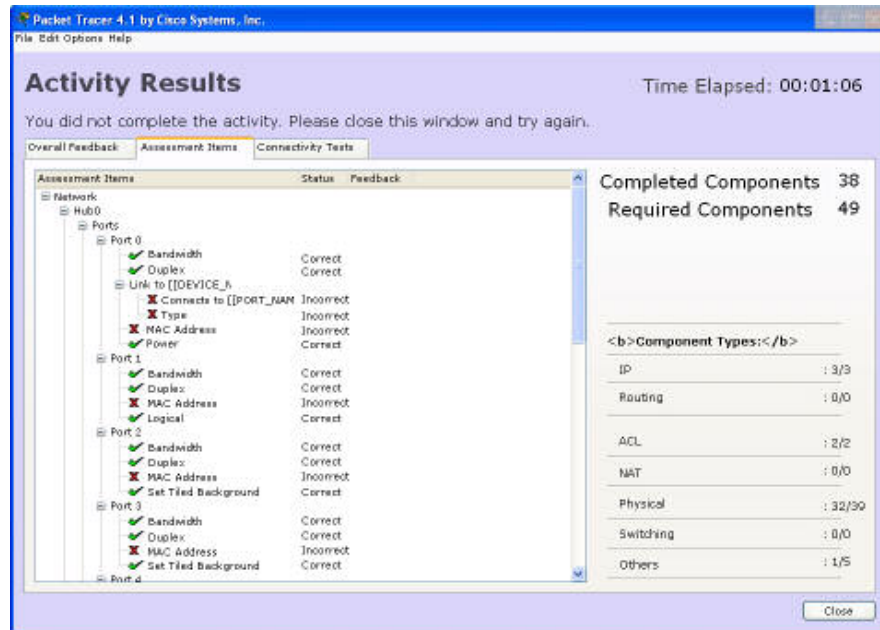 Packet Tracer 4.1 by Cisco Systems, Inc.
File Edit Options Help
Activity Results
Time Elapsed: 00:01:06
You did not complete the activity. Please close this window and try again.
Overall Feedback Assessment Items Connectivity Tests
Assessment Items Status Feedback
Network
Hub0
Ports
Port 0
Bandwidth Correct
Duplex Correct
Link to [[DEVICE_N
Connects to [[PORT_NAM Incorrect
Type Incorrect
MAC Address Incorrect
Power Correct
Port 1
Bandwidth Correct
Duplex Correct
MAC Address Incorrect
Logical Correct
Port 2
Bandwidth Correct
Duplex Correct
MAC Address Incorrect
Set Tiled Background Correct
Port 3
Bandwidth Correct
Duplex Correct
MAC Address Incorrect
Set Tiled Background Correct
Port 4
Completed Components 38
Required Components 49
<b>Component Types:</b>
IP : 3/3
Routing : 0/0
ACL : 2/2
NAT : 0/0
Physical : 32/39
Switching : 0/0
Others : 1/5
Close